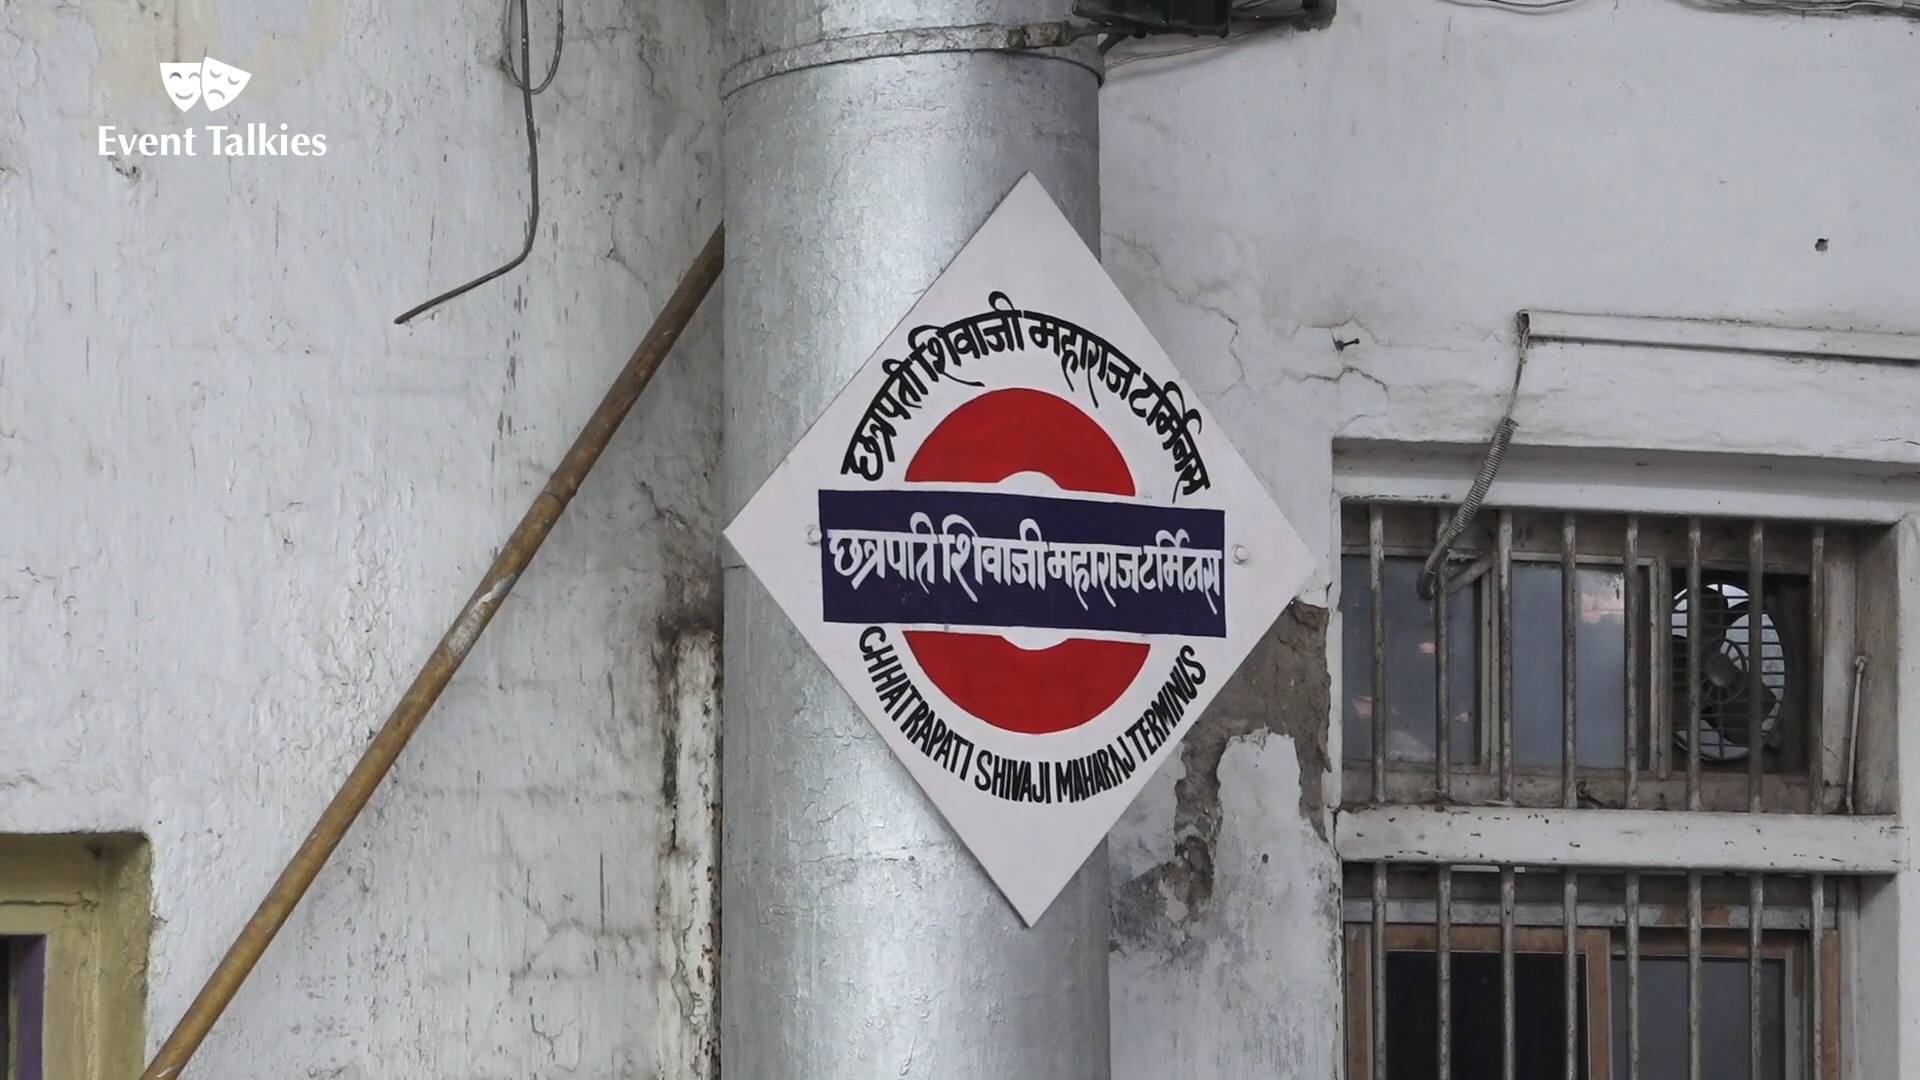 Event Talkies
छत्रपती शिवाजी महाराज टर्मिनस
छत्रपति शिवाजी महाराज टर्मिनस
CHHATRAPATI SHIVAJI MAHARAJ TERMINUS